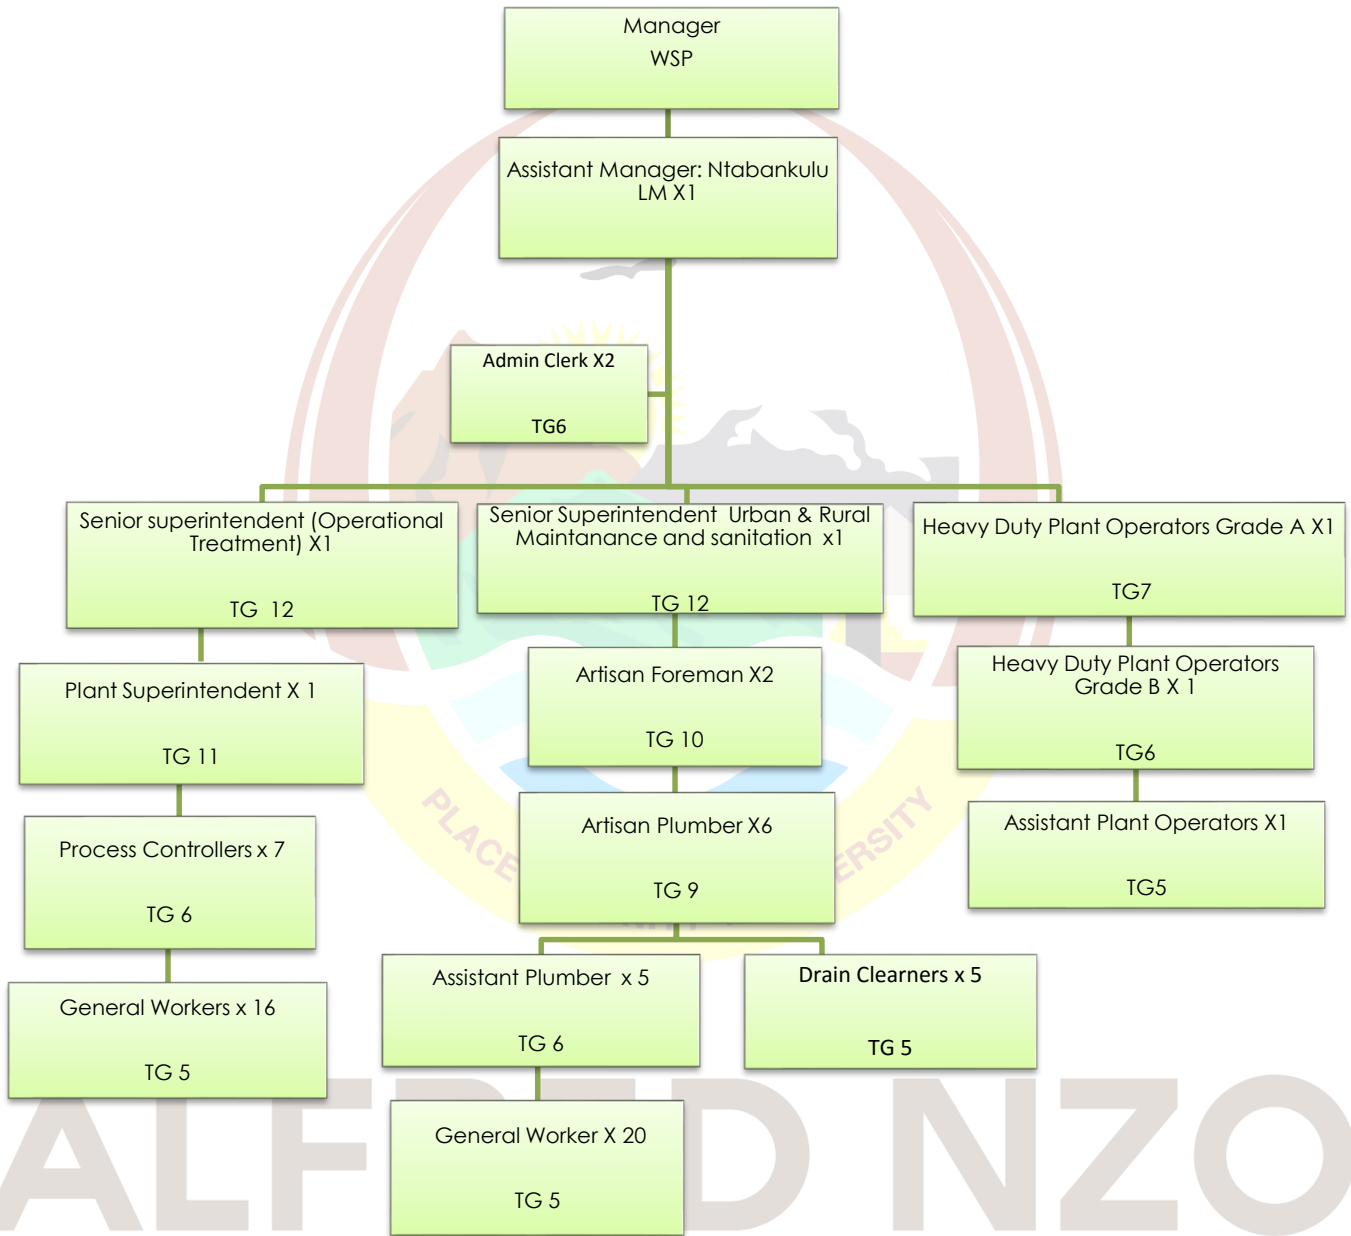 Manager
WSP
Assistant Manager: Ntabankulu
LM X1
Admin Clerk X2
TG6
Senior superintendent (Operational
Treatment) X1
TG 12
Senior Superintendent Urban & Rural
Maintanance and sanitation x1
TG 12
Heavy Duty Plant Operators Grade A X1
TG7
Plant Superintendent X 1
TG 11
Artisan Foreman X2
TG 10
Heavy Duty Plant Operators
Grade B X 1
TG6
Process Controllers x 7
TG 6
Artisan Plumber X6
TG 9
Assistant Plant Operators X1
TG5
General Workers x 16
TG 5
Assistant Plumber x 5
TG 6
Drain Clearners x 5
TG 5
General Worker X 20
TG 5
PLACE
ALFRED NZO